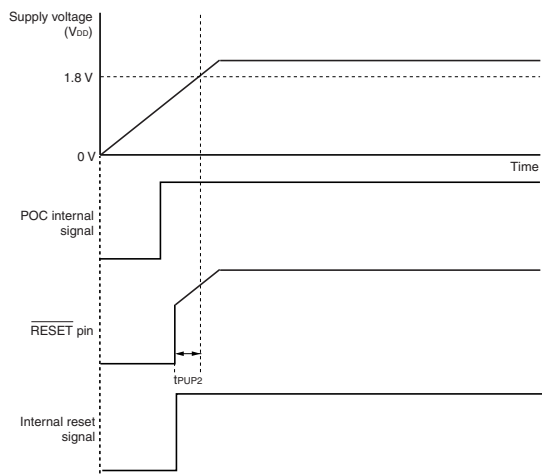 Supply voltage
(VDD)
1.8 V
0 V
Time
POC internal
signal
RESET pin
tPUP2
Internal reset
signal